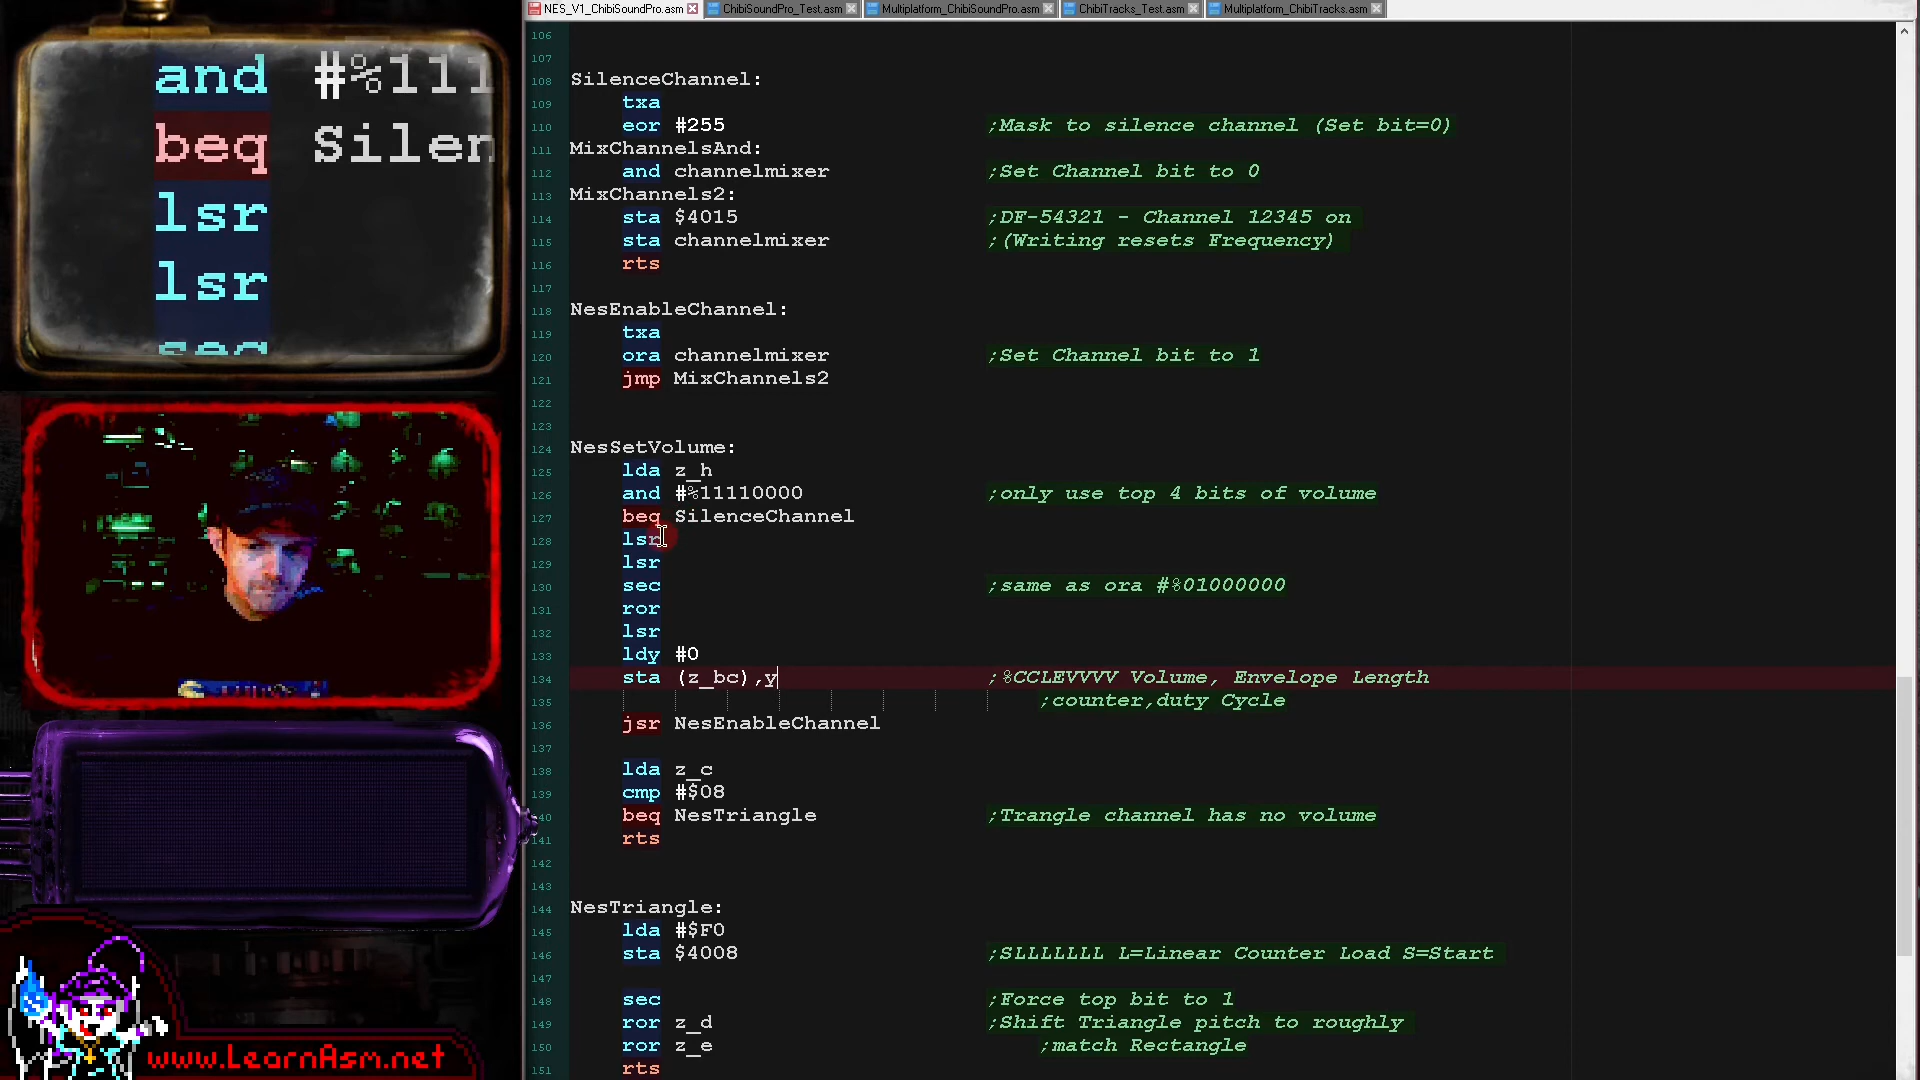 NES_V1_ChibiSoundPro.asm ChibiSoundPro_Test.asm Multiplatform_ChibiSoundPro.asm ChibiTracks_Test.asm Multiplatform_ChibiTracks.asm
and #%111
beq Silen
lsr
lsr
106
107
108 SilenceChannel:
109 txa
110 eor #255 ;Mask to silence channel (Set bit=0)
111 MixChannelsAnd:
112 and channelmixer ;Set Channel bit to 0
113 MixChannels2:
114 sta $4015 ;DF-54321 - Channel 12345 on
115 sta channelmixer ;(Writing resets Frequency)
116 rts
117
118 NesEnableChannel:
119 txa
120 ora channelmixer ;Set Channel bit to 1
121 jmp MixChannels2
122
123
124 NesSetVolume:
125 lda z_h
126 and #%11110000 ;only use top 4 bits of volume
127 beq SilenceChannel
128 lsr
129 lsr
130 sec ;same as ora #%01000000
131 ror
132 lsr
133 ldy #0
134 sta (z_bc),y ;%CCLEVVVV Volume, Envelope Length
135 ;counter,duty Cycle
136 jsr NesEnableChannel
137
138 lda z_c
139 cmp #$08
140 beq NesTriangle ;Trangle channel has no volume
141 rts
142
143
144 NesTriangle:
145 lda #$F0
146 sta $4008 ;SLLLLLLL L=Linear Counter Load S=Start
147
148 sec ;Force top bit to 1
149 ror z_d ;Shift Triangle pitch to roughly
150 ror z_e ;match Rectangle
151 rts
www.LearnAsm.net